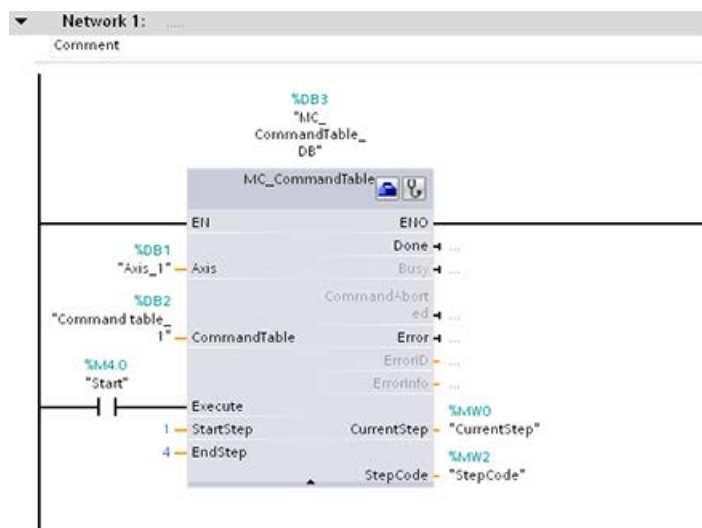 Network 1: .....
Comment
%DB3
"MC_
CommandTable_
DB"
MC_CommandTable
EN ENO
Done ...
%DB1
"Axis_1" Axis Busy ...
%DB2
"Command table_
1" CommandTable
CommandAbort
ed ...
Error ...
ErrorID ...
ErrorInfo ...
%M4.0
"Start"
Execute
%MW0
1 StartStep CurrentStep "CurrentStep"
4 EndStep
%MW2
StepCode "StepCode"